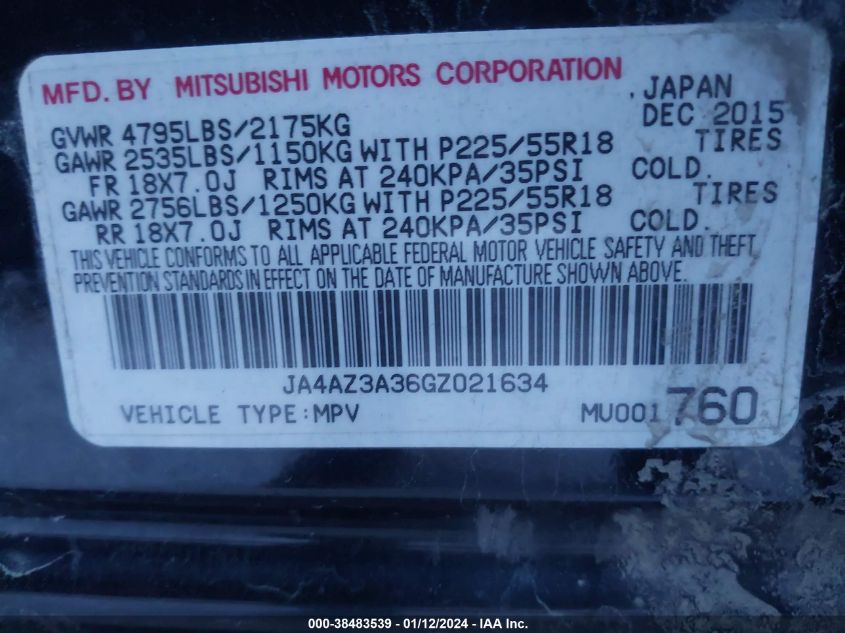 MFD. BY MITSUBISHI MOTORS CORPORATION , JAPAN
GVWR 4795LBS/2175KG DEC 2015
GAWR 2535LBS/1150KG WITH P225/55R18 TIRES
FR 18X7.0J RIMS AT 240KPA/35PSI COLD.
GAWR 2756LBS/1250KG WITH P225/55R18 TIRES
RR 18X7.0J RIMS AT 240KPA/35PSI COLD.
THIS VEHICLE CONFORMS TO ALL APPLICABLE FEDERAL MOTOR VEHICLE SAFETY AND THEFT
PREVENTION STANDARDS IN EFFECT ON THE DATE OF MANUFACTURE SHOWN ABOVE.
JA4AZ3A36GZ021634
VEHICLE TYPE:MPV MU001760
000-38483539 - 01/12/2024 - IAA Inc.